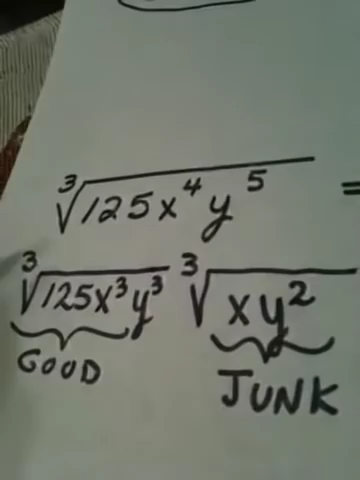 ∛125x⁴y⁵ =
∛125x³y³ ∛xy²
GOOD JUNK